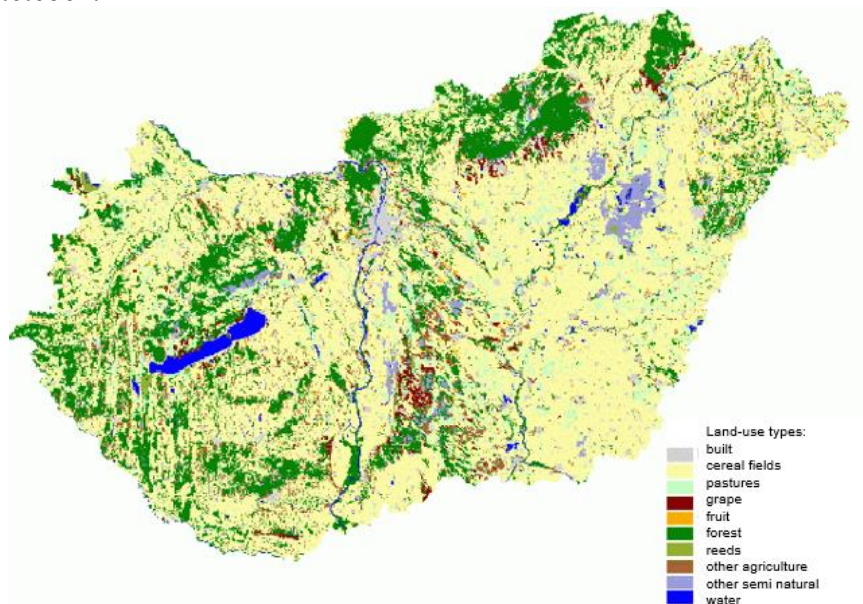 Land-use types:
built
cereal fields
pastures
grape
fruit
forest
reeds
other agriculture
other semi natural
water